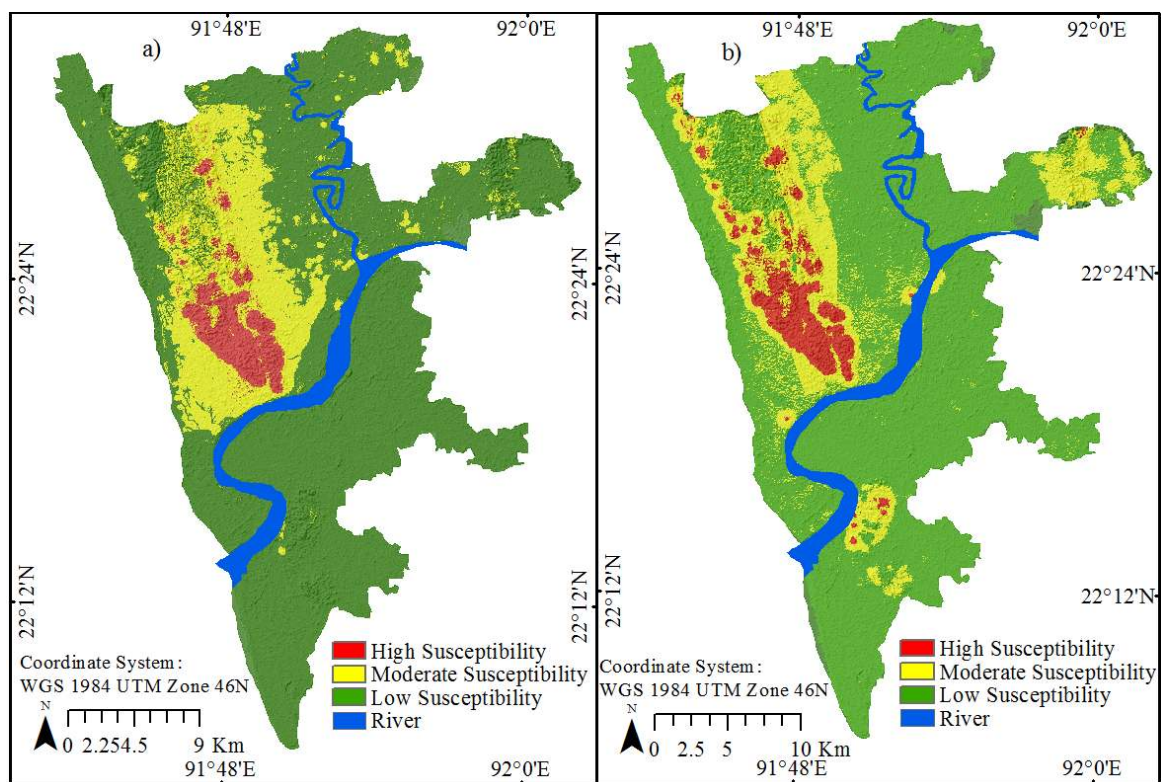 91°48'E
92°0'E
a)
22°24'N
22°24'N
22°12'N
22°12'N
High Susceptibility
Moderate Susceptibility
Low Susceptibility
River
Coordinate System :
WGS 1984 UTM Zone 46N
N
0 2.254.5 9 Km
91°48'E
92°0'E
91°48'E
92°0'E
b)
22°24'N
22°12'N
High Susceptibility
Moderate Susceptibility
Low Susceptibility
River
Coordinate System :
WGS 1984 UTM Zone 46N
N
0 2.5 5 10 Km
91°48'E
92°0'E